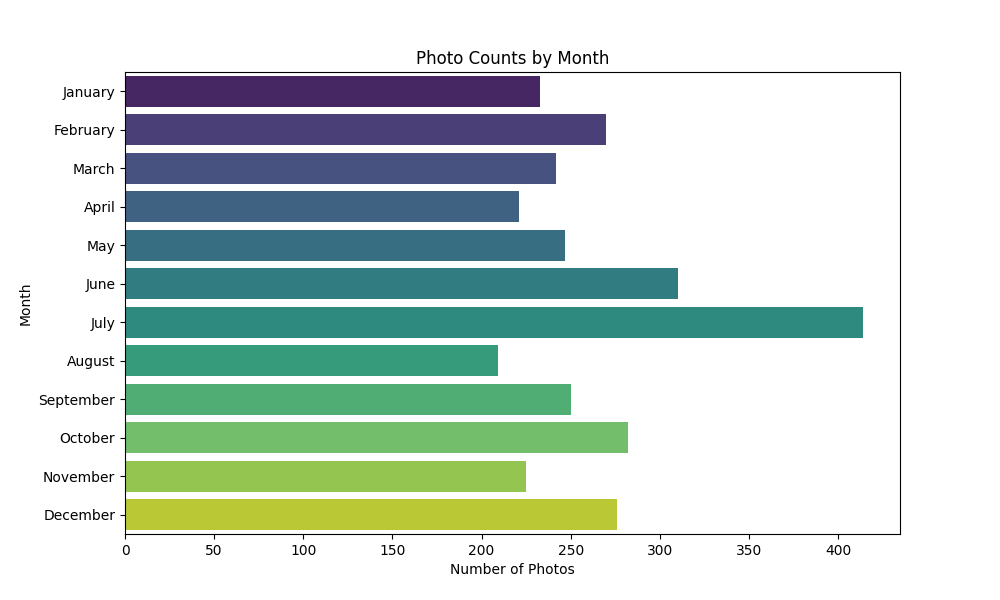 Photo Counts by Month
January
February
March
April
May
June
July
August
September
October
November
December
Month
0 50 100 150 200 250 300 350 400
Number of Photos